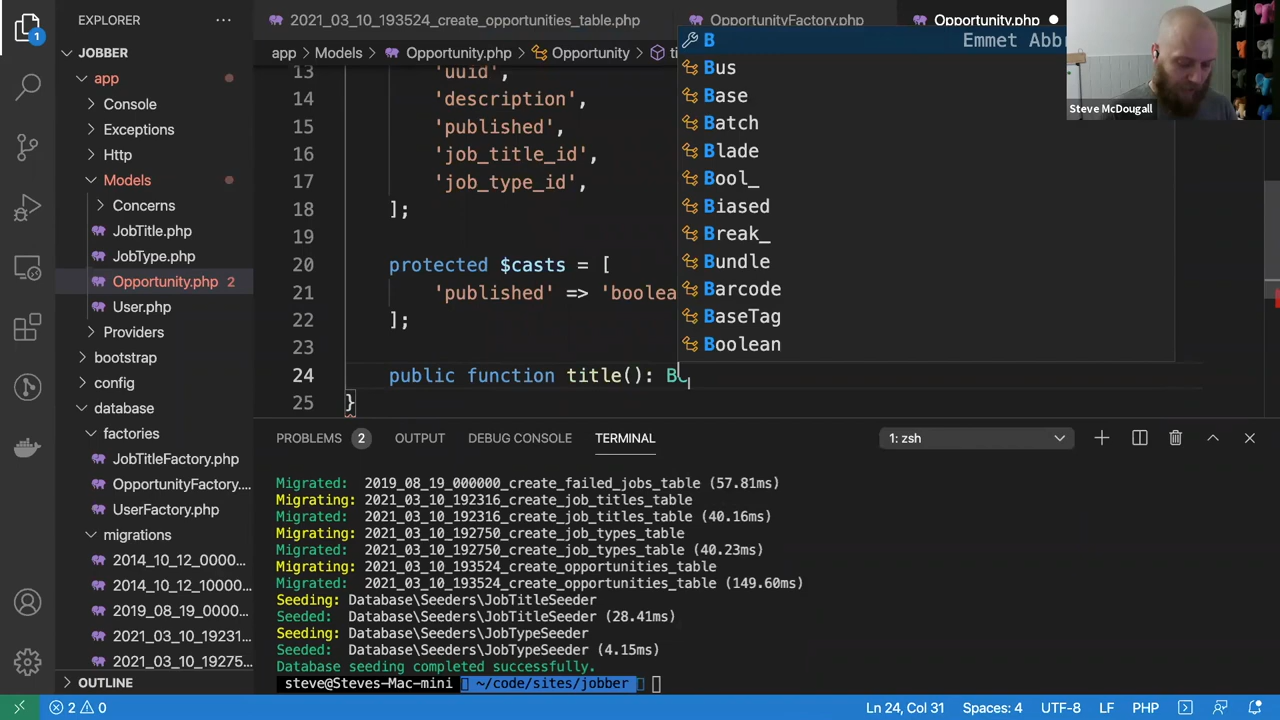 EXPLORER
2021_03_10_193524_create_opportunities_table.php
OpportunityFactory.php
Opportunity.php
JOBBER
app > Models > Opportunity.php > Opportunity
app
Console
Exceptions
Http
Models
Concerns
JobTitle.php
JobType.php
Opportunity.php 2
User.php
Providers
bootstrap
config
database
factories
JobTitleFactory.php
OpportunityFactory....
UserFactory.php
migrations
2014_10_12_0000...
2014_10_12_1000...
2019_08_19_0000...
2021_03_10_19231...
2021_03_10_19275...
OUTLINE
1
13 'uuid',
14 'description',
15 'published',
16 'job_title_id',
17 'job_type_id',
18 ];
19
20 protected $casts = [
21 'published' => 'boolea
22 ];
23
24 public function title(): B
25 }
B Emmet Abbr
Bus
Base
Batch
Blade
Bool_
Biased
Break_
Bundle
Barcode
BaseTag
Boolean
Steve McDougall
PROBLEMS 2 OUTPUT DEBUG CONSOLE TERMINAL 1: zsh
Migrated: 2019_08_19_000000_create_failed_jobs_table (57.81ms)
Migrating: 2021_03_10_192316_create_job_titles_table
Migrated: 2021_03_10_192316_create_job_titles_table (40.16ms)
Migrating: 2021_03_10_192750_create_job_types_table
Migrated: 2021_03_10_192750_create_job_types_table (40.23ms)
Migrating: 2021_03_10_193524_create_opportunities_table
Migrated: 2021_03_10_193524_create_opportunities_table (149.60ms)
Seeding: Database\Seeders\JobTitleSeeder
Seeded: Database\Seeders\JobTitleSeeder (28.41ms)
Seeding: Database\Seeders\JobTypeSeeder
Seeded: Database\Seeders\JobTypeSeeder (4.15ms)
Database seeding completed successfully.
steve@Steves-Mac-mini ~/code/sites/jobber
2 0 Ln 24, Col 31 Spaces: 4 UTF-8 LF PHP